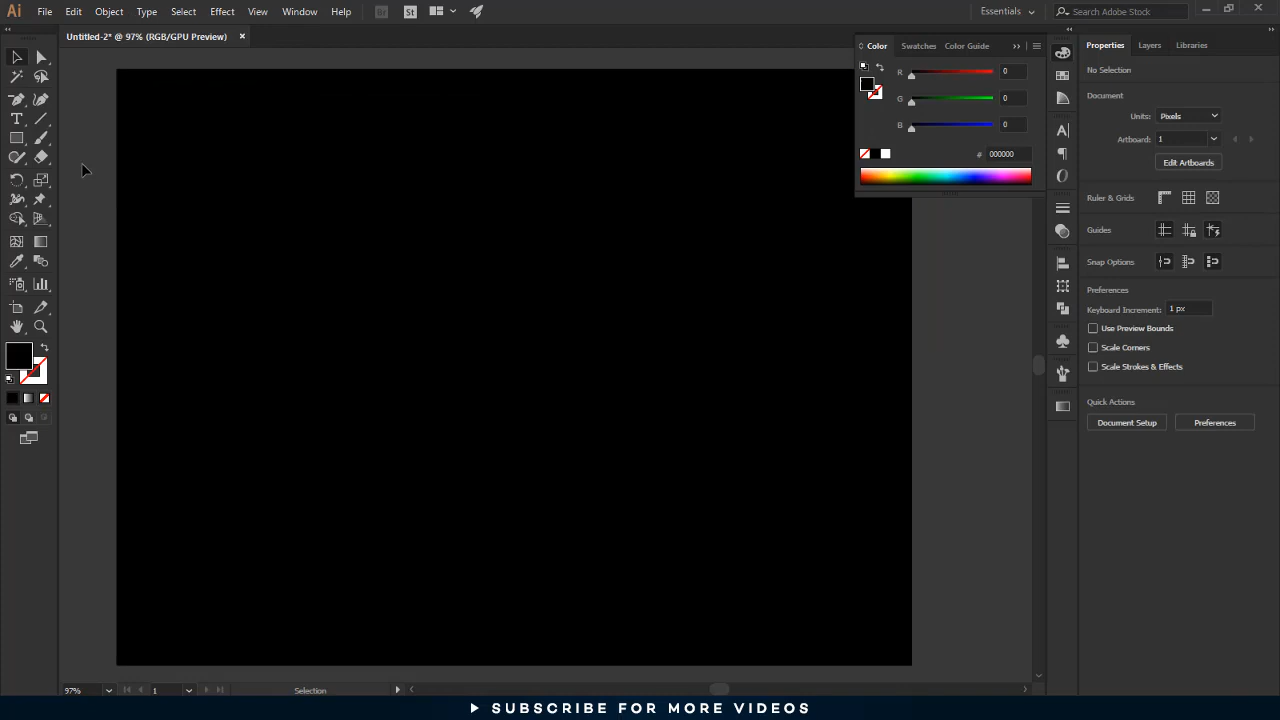 Ai File Edit Object Type Select Effect View Window Help Br St Essentials Search Adobe Stock
Untitled-2* @ 97% (RGB/GPU Preview) ×
Color Swatches Color Guide
R 0
G 0
B 0
# 000000
Properties Layers Libraries
No Selection
Document
Units: Pixels
Artboard: 1
Edit Artboards
Ruler & Grids
Guides
Snap Options
Preferences
Keyboard Increment: 1 px
Use Preview Bounds
Scale Corners
Scale Strokes & Effects
Quick Actions
Document Setup Preferences
97% 1 Selection
SUBSCRIBE FOR MORE VIDEOS